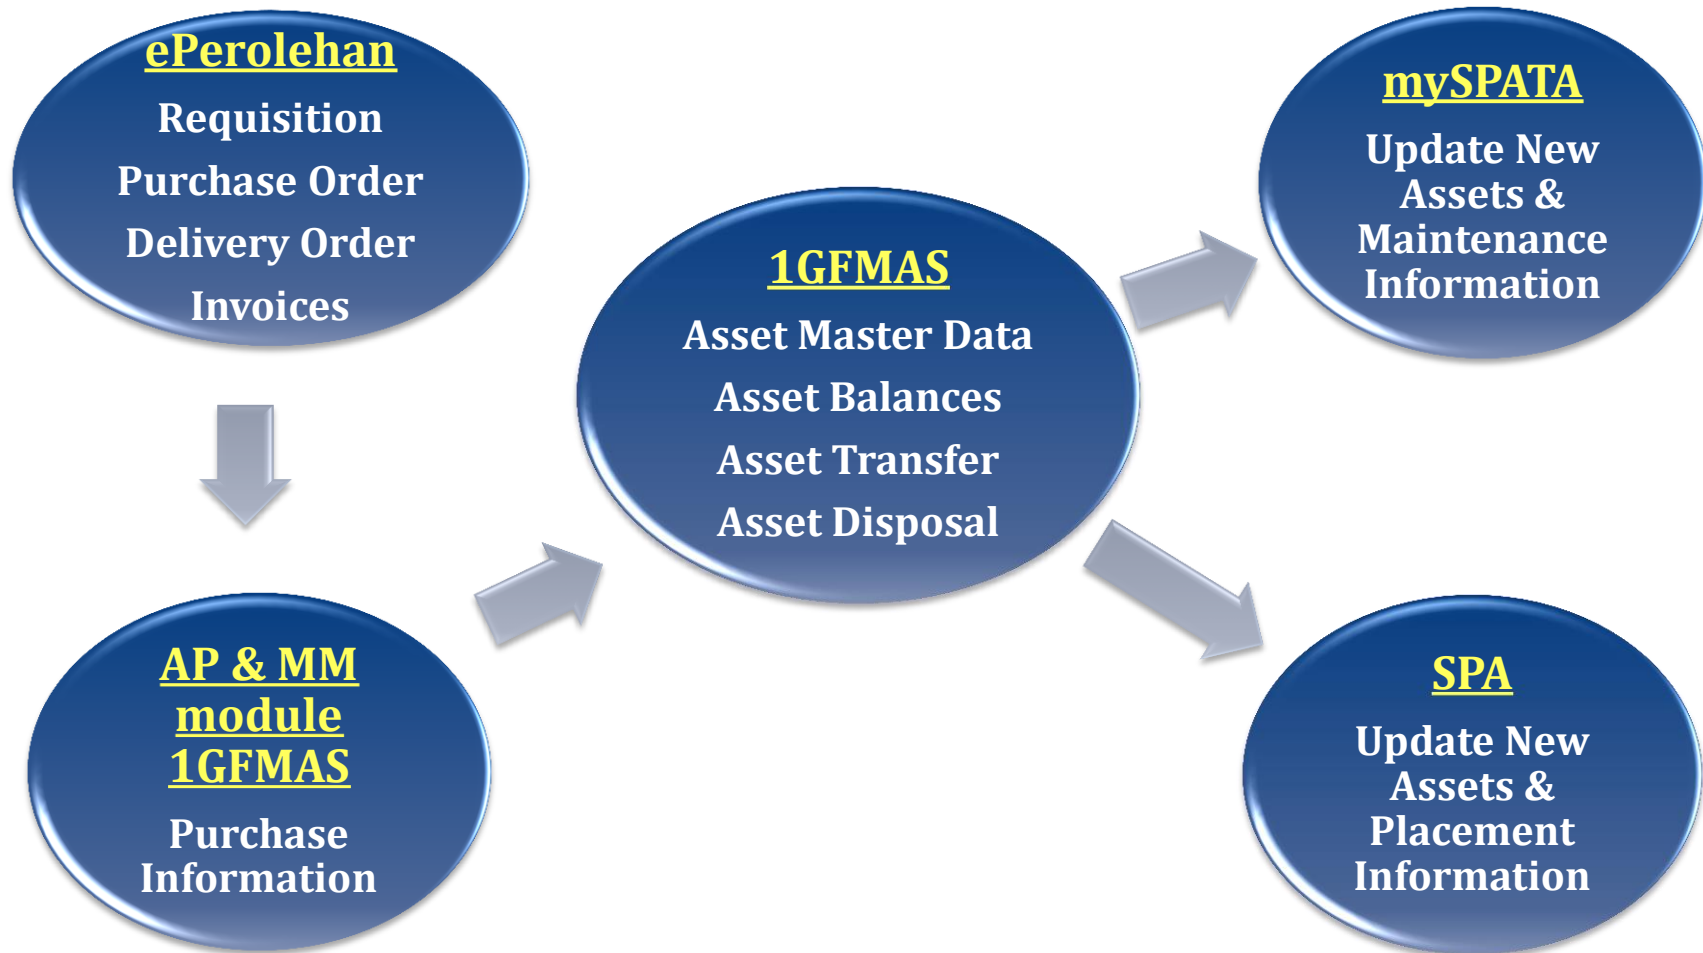 ePerolehan
Requisition
Purchase Order
Delivery Order
Invoices
AP & MM
module
1GFMAS
Purchase
Information
1GFMAS
Asset Master Data
Asset Balances
Asset Transfer
Asset Disposal
mySPATA
Update New
Assets &
Maintenance
Information
SPA
Update New
Assets &
Placement
Information